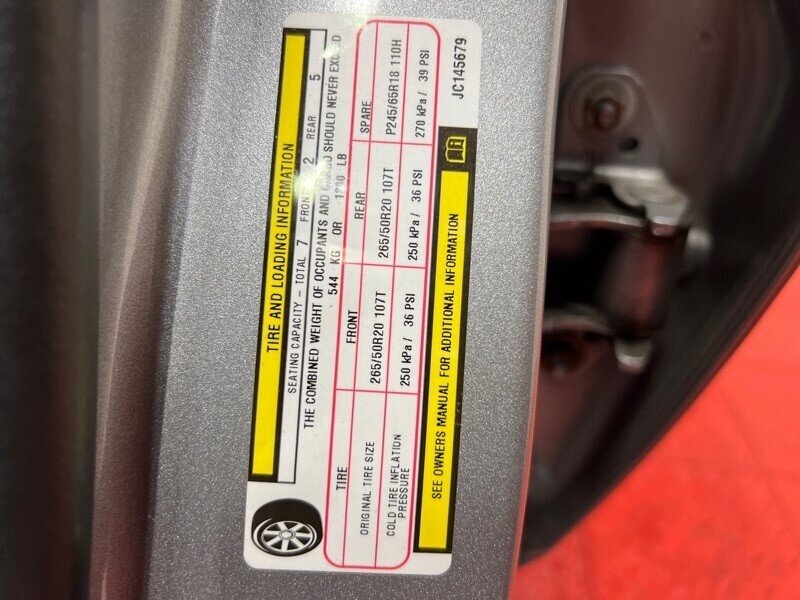 TIRE AND LOADING INFORMATION
SEATING CAPACITY - TOTAL 7 FRONT 2 REAR 5
THE COMBINED WEIGHT OF OCCUPANTS AND SHOULD NEVER EXCEED
544 KG OR LB
TIRE FRONT REAR SPARE
ORIGINAL TIRE SIZE 265/50R20 107T 265/50R20 107T P245/65R18 110H
COLD TIRE INFLATION PRESSURE 250 kPa / 36 PSI 250 kPa / 36 PSI 270 kPa / 39 PSI
SEE OWNERS MANUAL FOR ADDITIONAL INFORMATION
JC145679